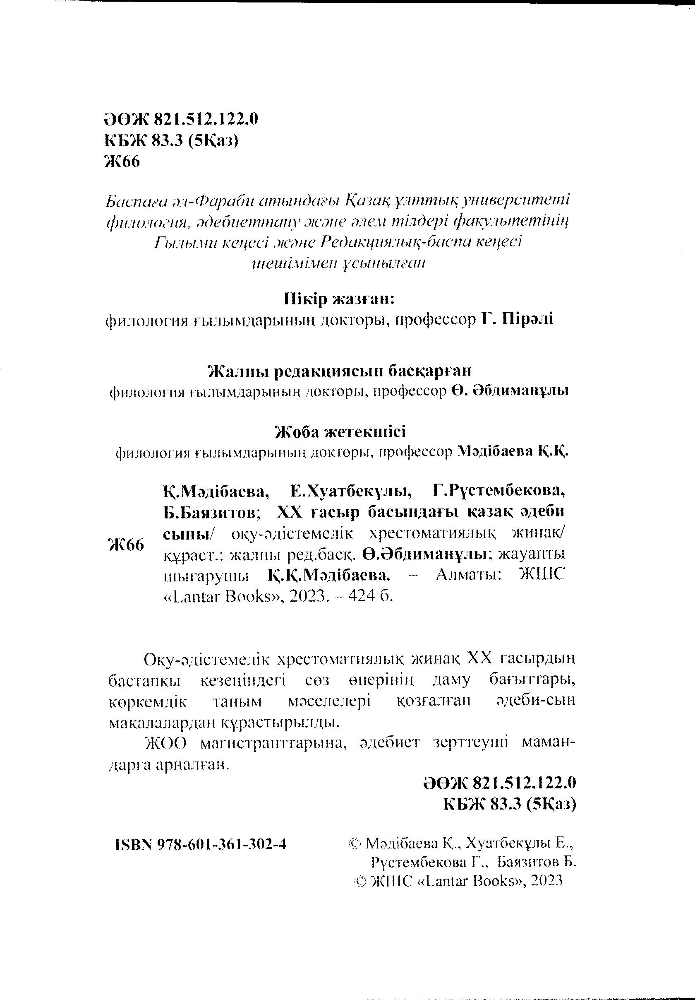 ӘӨЖ 821.512.122.0
КБЖ 83.3 (5Қаз)
Ж66
Баспаға әл-Фараби атындағы Қазақ ұлттық университеті
филология, әдебиеттану және әлем тілдері факультетінің
Ғылыми кеңесі және Редакциялық-баспа кеңесі
шешімімен ұсынылған
Пікір жазған:
филология ғылымдарының докторы, профессор Г. Пірәлі
Жалпы редакциясын басқарған
филология ғылымдарының докторы, профессор Ө. Әбдиманұлы
Жоба жетекшісі
филология ғылымдарының докторы, профессор Мәдібаева Қ.Қ.
Қ.Мәдібаева, Е.Хуатбекұлы, Г.Рүстембекова,
Б.Баязитов; ХХ ғасыр басындағы қазақ әдеби
сыны/ оқу-әдістемелік хрестоматиялық жинақ/
Ж66
құраст.: жалпы ред.басқ. Ө.Әбдиманұлы; жауапты
шығарушы Қ.Қ.Мәдібаева. – Алматы: ЖШС
«Lantar Books», 2023. – 424 б.
Оқу-әдістемелік хрестоматиялық жинақ ХХ ғасырдың
бастапқы кезеңіндегі сөз өнерінің даму бағыттары,
көркемдік таным мәселелері қозғалған әдеби-сын
мақалалардан құрастырылды.
ЖОО магистранттарына, әдебиет зерттеуші маман-
дарға арналған.
ӘӨЖ 821.512.122.0
КБЖ 83.3 (5Қаз)
ISBN 978-601-361-302-4
© Мәдібаева Қ., Хуатбекұлы Е.,
Рүстембекова Г., Баязитов Б.
© ЖШС «Lantar Books», 2023